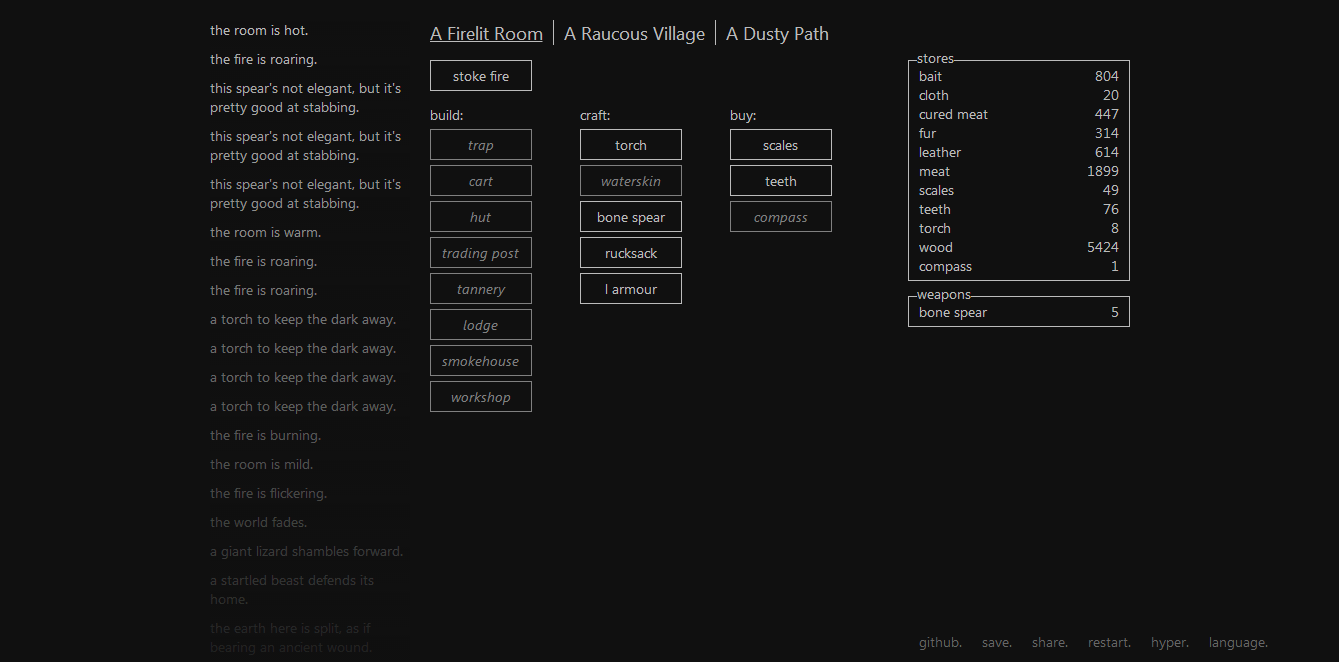 the room is hot.
the fire is roaring.
this spear's not elegant, but it's
pretty good at stabbing.
this spear's not elegant, but it's
pretty good at stabbing.
this spear's not elegant, but it's
pretty good at stabbing.
the room is warm.
the fire is roaring.
the fire is roaring.
a torch to keep the dark away.
a torch to keep the dark away.
a torch to keep the dark away.
a torch to keep the dark away.
the fire is burning.
the room is mild.
the fire is flickering.
the world fades.
a giant lizard shambles forward.
a startled beast defends its
home.
the earth here is split, as if
bearing an ancient wound.
A Firelit Room | A Raucous Village | A Dusty Path
stoke fire
build:
trap
cart
hut
trading post
tannery
lodge
smokehouse
workshop
craft:
torch
waterskin
bone spear
rucksack
l armour
buy:
scales
teeth
compass
stores
bait 804
cloth 20
cured meat 447
fur 314
leather 614
meat 1899
scales 49
teeth 76
torch 8
wood 5424
compass 1
weapons
bone spear 5
github. save. share. restart. hyper. language.